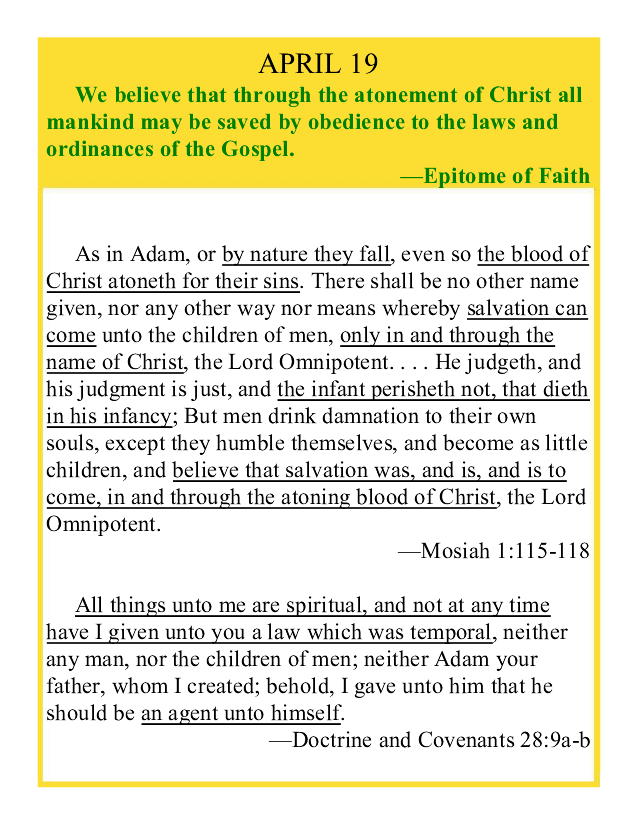 APRIL 19
We believe that through the atonement of Christ all
mankind may be saved by obedience to the laws and
ordinances of the Gospel.
—Epitome of Faith
As in Adam, or by nature they fall, even so the blood of
Christ atoneth for their sins. There shall be no other name
given, nor any other way nor means whereby salvation can
come unto the children of men, only in and through the
name of Christ, the Lord Omnipotent. . . . He judgeth, and
his judgment is just, and the infant perisheth not, that dieth
in his infancy; But men drink damnation to their own
souls, except they humble themselves, and become as little
children, and believe that salvation was, and is, and is to
come, in and through the atoning blood of Christ, the Lord
Omnipotent.
—Mosiah 1:115-118
All things unto me are spiritual, and not at any time
have I given unto you a law which was temporal, neither
any man, nor the children of men; neither Adam your
father, whom I created; behold, I gave unto him that he
should be an agent unto himself.
—Doctrine and Covenants 28:9a-b